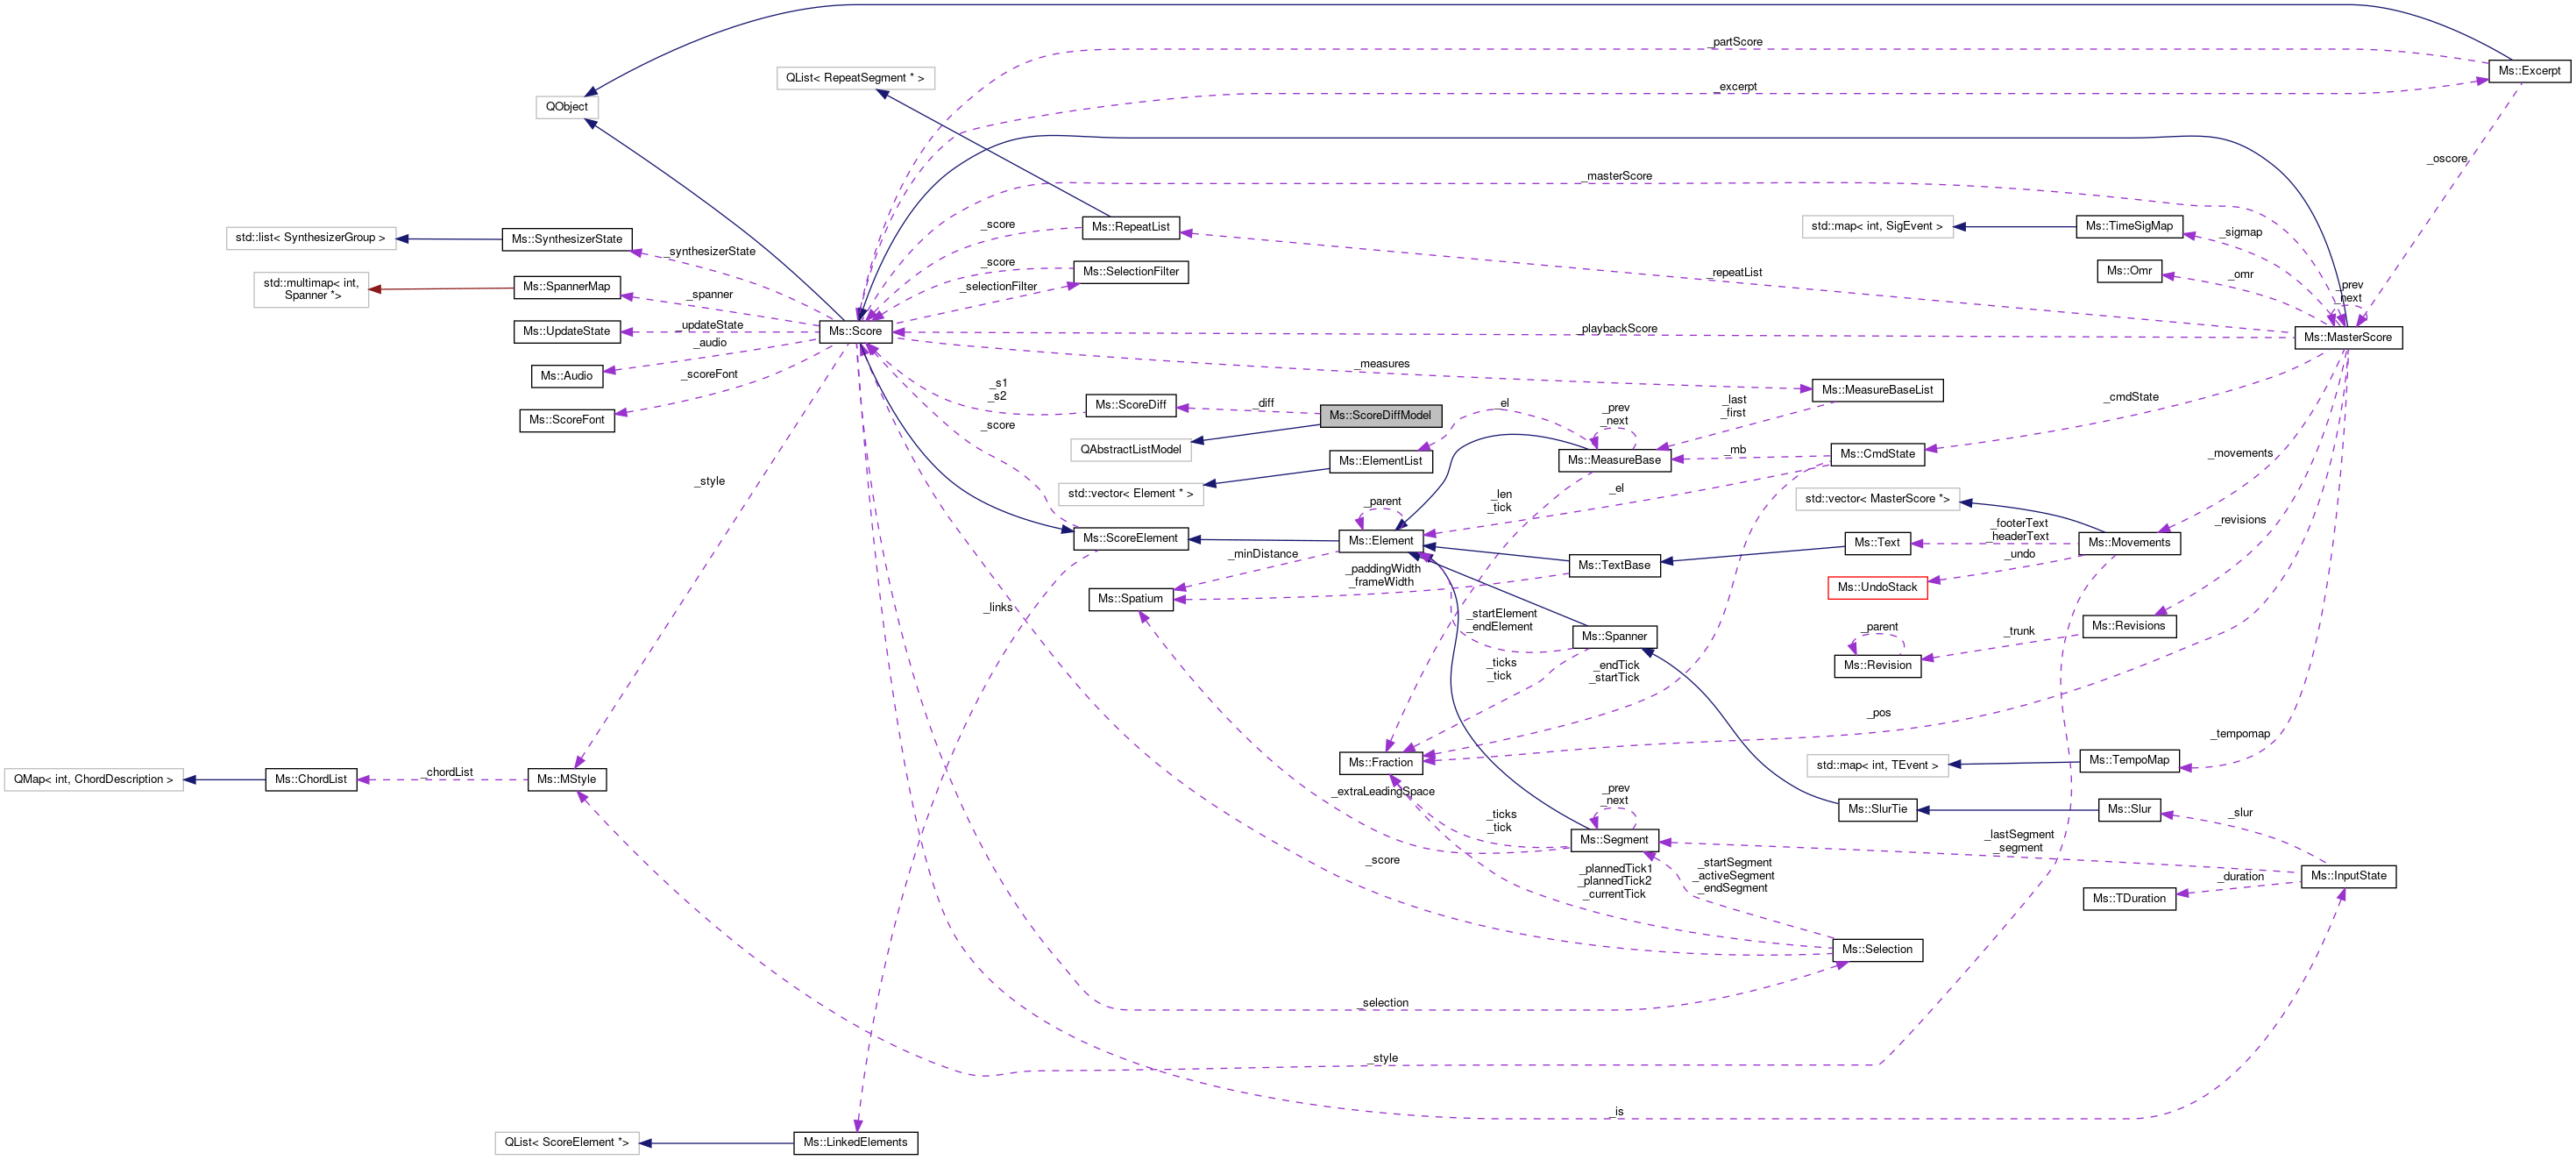 _partScore
Ms::Excerpt
QList< RepeatSegment * >
_excerpt
QObject
_oscore
_masterScore
Ms::RepeatList
_score
std::map< int, SigEvent >
Ms::TimeSigMap
_sigmap
std::list< SynthesizerGroup >
Ms::SynthesizerState
_synthesizerState
_score
Ms::SelectionFilter
_repeatList
Ms::Omr
_omr
std::multimap< int,
Spanner *>
Ms::SpannerMap
_spanner
_selectionFilter
_prev
_next
Ms::UpdateState
_updateState
Ms::Score
_playbackScore
Ms::MasterScore
_audio
Ms::Audio
_scoreFont
_measures
Ms::MeasureBaseList
_s1
_s2
Ms::ScoreDiff
_diff
Ms::ScoreDiffModel
_el
_prev
_next
_last
_first
_cmdState
Ms::ScoreFont
_score
QAbstractListModel
Ms::ElementList
Ms::MeasureBase
_mb
Ms::CmdState
_movements
_style
std::vector< Element * >
_len
_tick
_el
std::vector< MasterScore *>
_parent
_footerText
_headerText
_revisions
Ms::ScoreElement
Ms::Element
Ms::Text
Ms::Movements
_minDistance
_undo
_paddingWidth
_frameWidth
Ms::TextBase
Ms::UndoStack
Ms::Spatium
_links
_startElement
_endElement
Ms::Spanner
_parent
_trunk
Ms::Revisions
_ticks
_tick
_endTick
_startTick
Ms::Revision
_pos
_tempomap
Ms::Fraction
std::map< int, TEvent >
Ms::TempoMap
QMap< int, ChordDescription >
Ms::ChordList
_chordList
Ms::MStyle
_extraLeadingSpace
_prev
_next
Ms::SlurTie
Ms::Slur
_slur
_ticks
_tick
Ms::Segment
_lastSegment
_segment
_score
_plannedTick1
_plannedTick2
_currentTick
_startSegment
_activeSegment
_endSegment
_duration
Ms::InputState
Ms::TDuration
Ms::Selection
_selection
_style
_is
QList< ScoreElement *>
Ms::LinkedElements